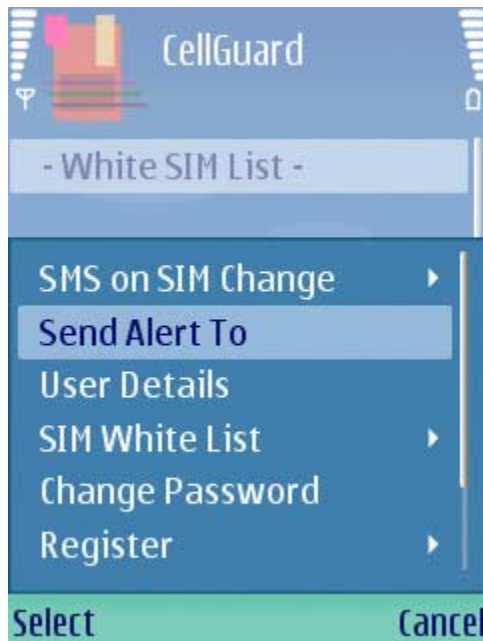 CellGuard
- White SIM List -
SMS on SIM Change
Send Alert To
User Details
SIM White List
Change Password
Register
Select Cancel